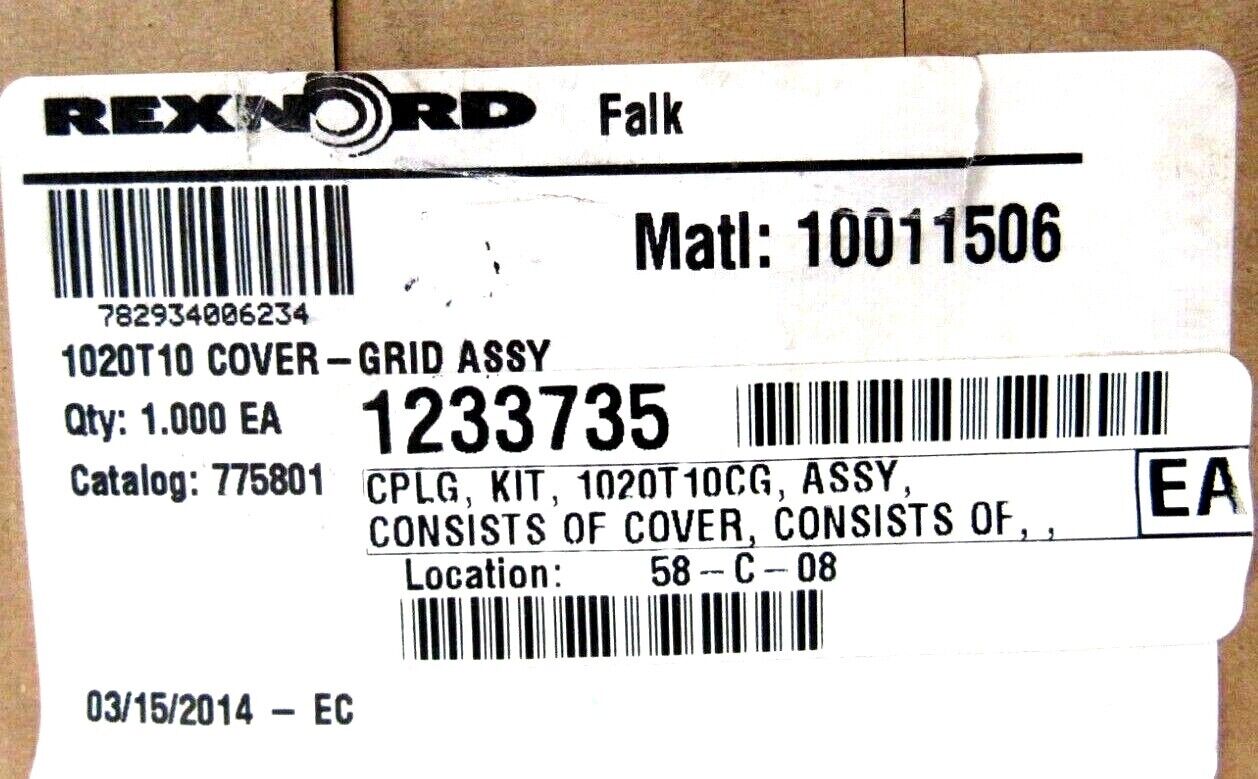 REXNORD Falk
Matl: 10011506
782934006234
1020T10 COVER-GRID ASSY
Qty: 1.000 EA
1233735
Catalog: 775801
CPLG, KIT, 1020T10CG, ASSY,
CONSISTS OF COVER, CONSISTS OF, ,
EA
Location: 58-C-08
03/15/2014 - EC